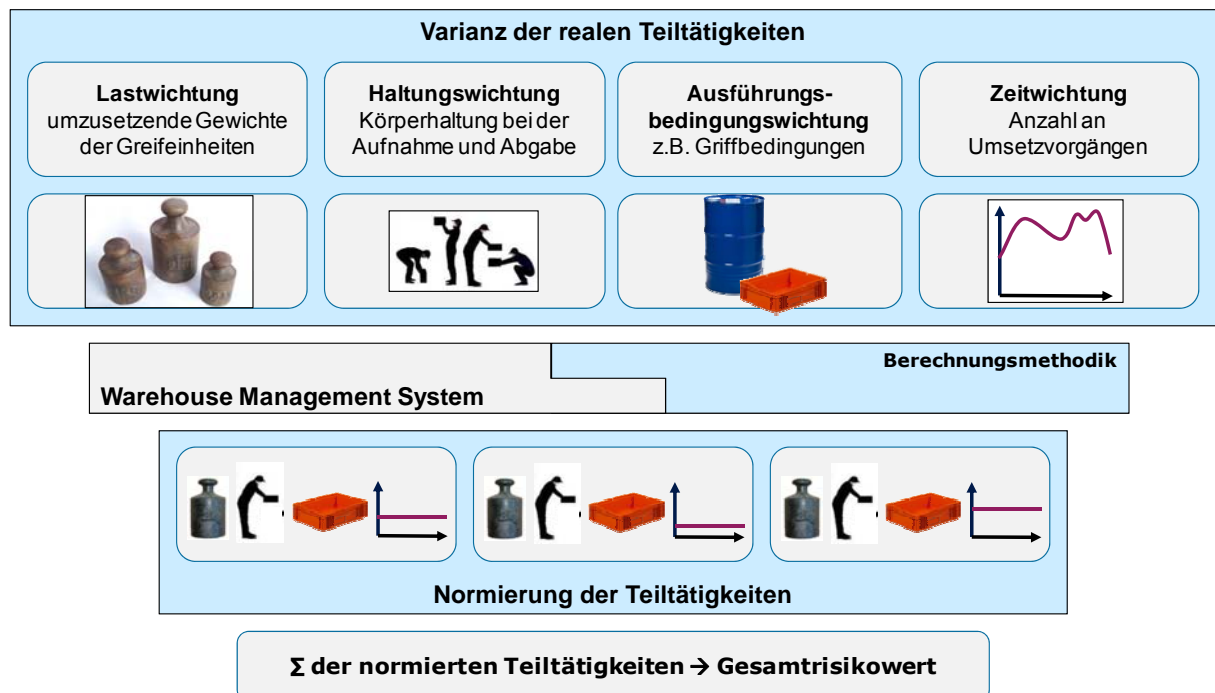 Varianz der realen Teiltätigkeiten
Lastwichtung
umzusetzende Gewichte
der Greifeinheiten
Haltungswichtung
Körperhaltung bei der
Aufnahme und Abgabe
Ausführungs-
bedingungswichtung
z.B. Griffbedingungen
Zeitwichtung
Anzahl an
Umsetzvorgängen
Berechnungsmethodik
Warehouse Management System
Normierung der Teiltätigkeiten
Σ der normierten Teiltätigkeiten → Gesamtrisikowert